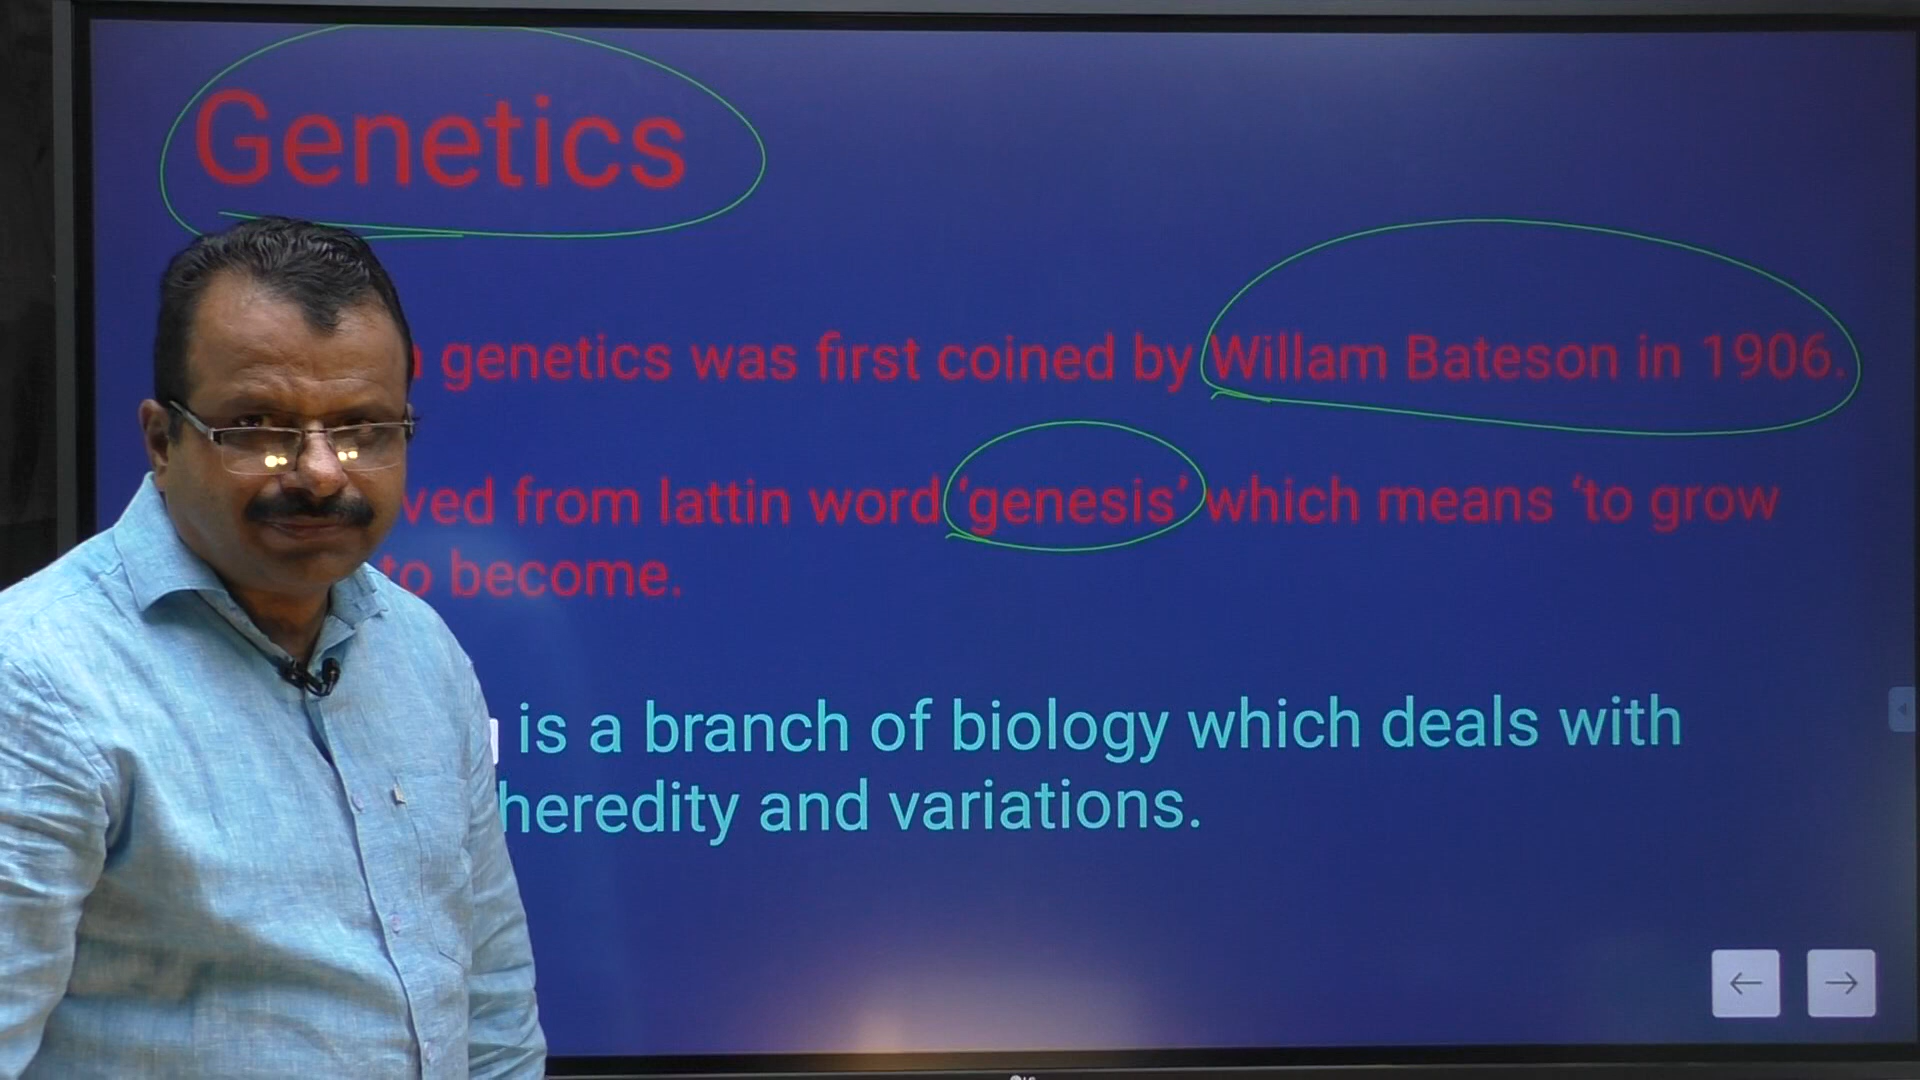 Genetics
genetics was first coined by Willam Bateson in 1906.
ved from lattin word 'genesis' which means 'to grow
to become.
is a branch of biology which deals with
heredity and variations.
LG